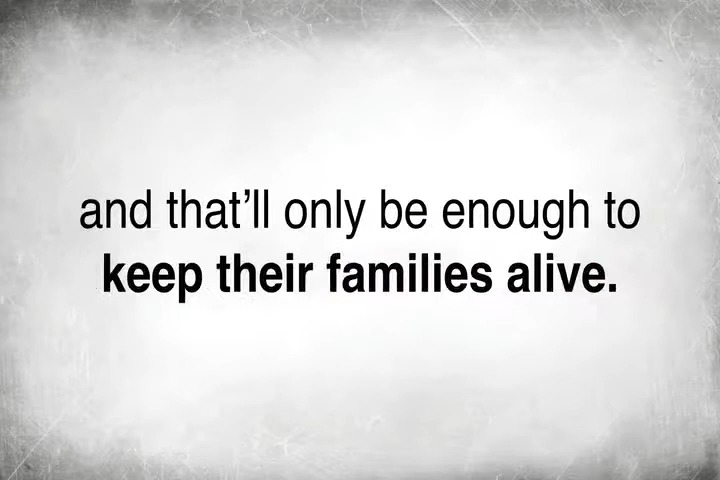 and that’ll only be enough to
keep their families alive.